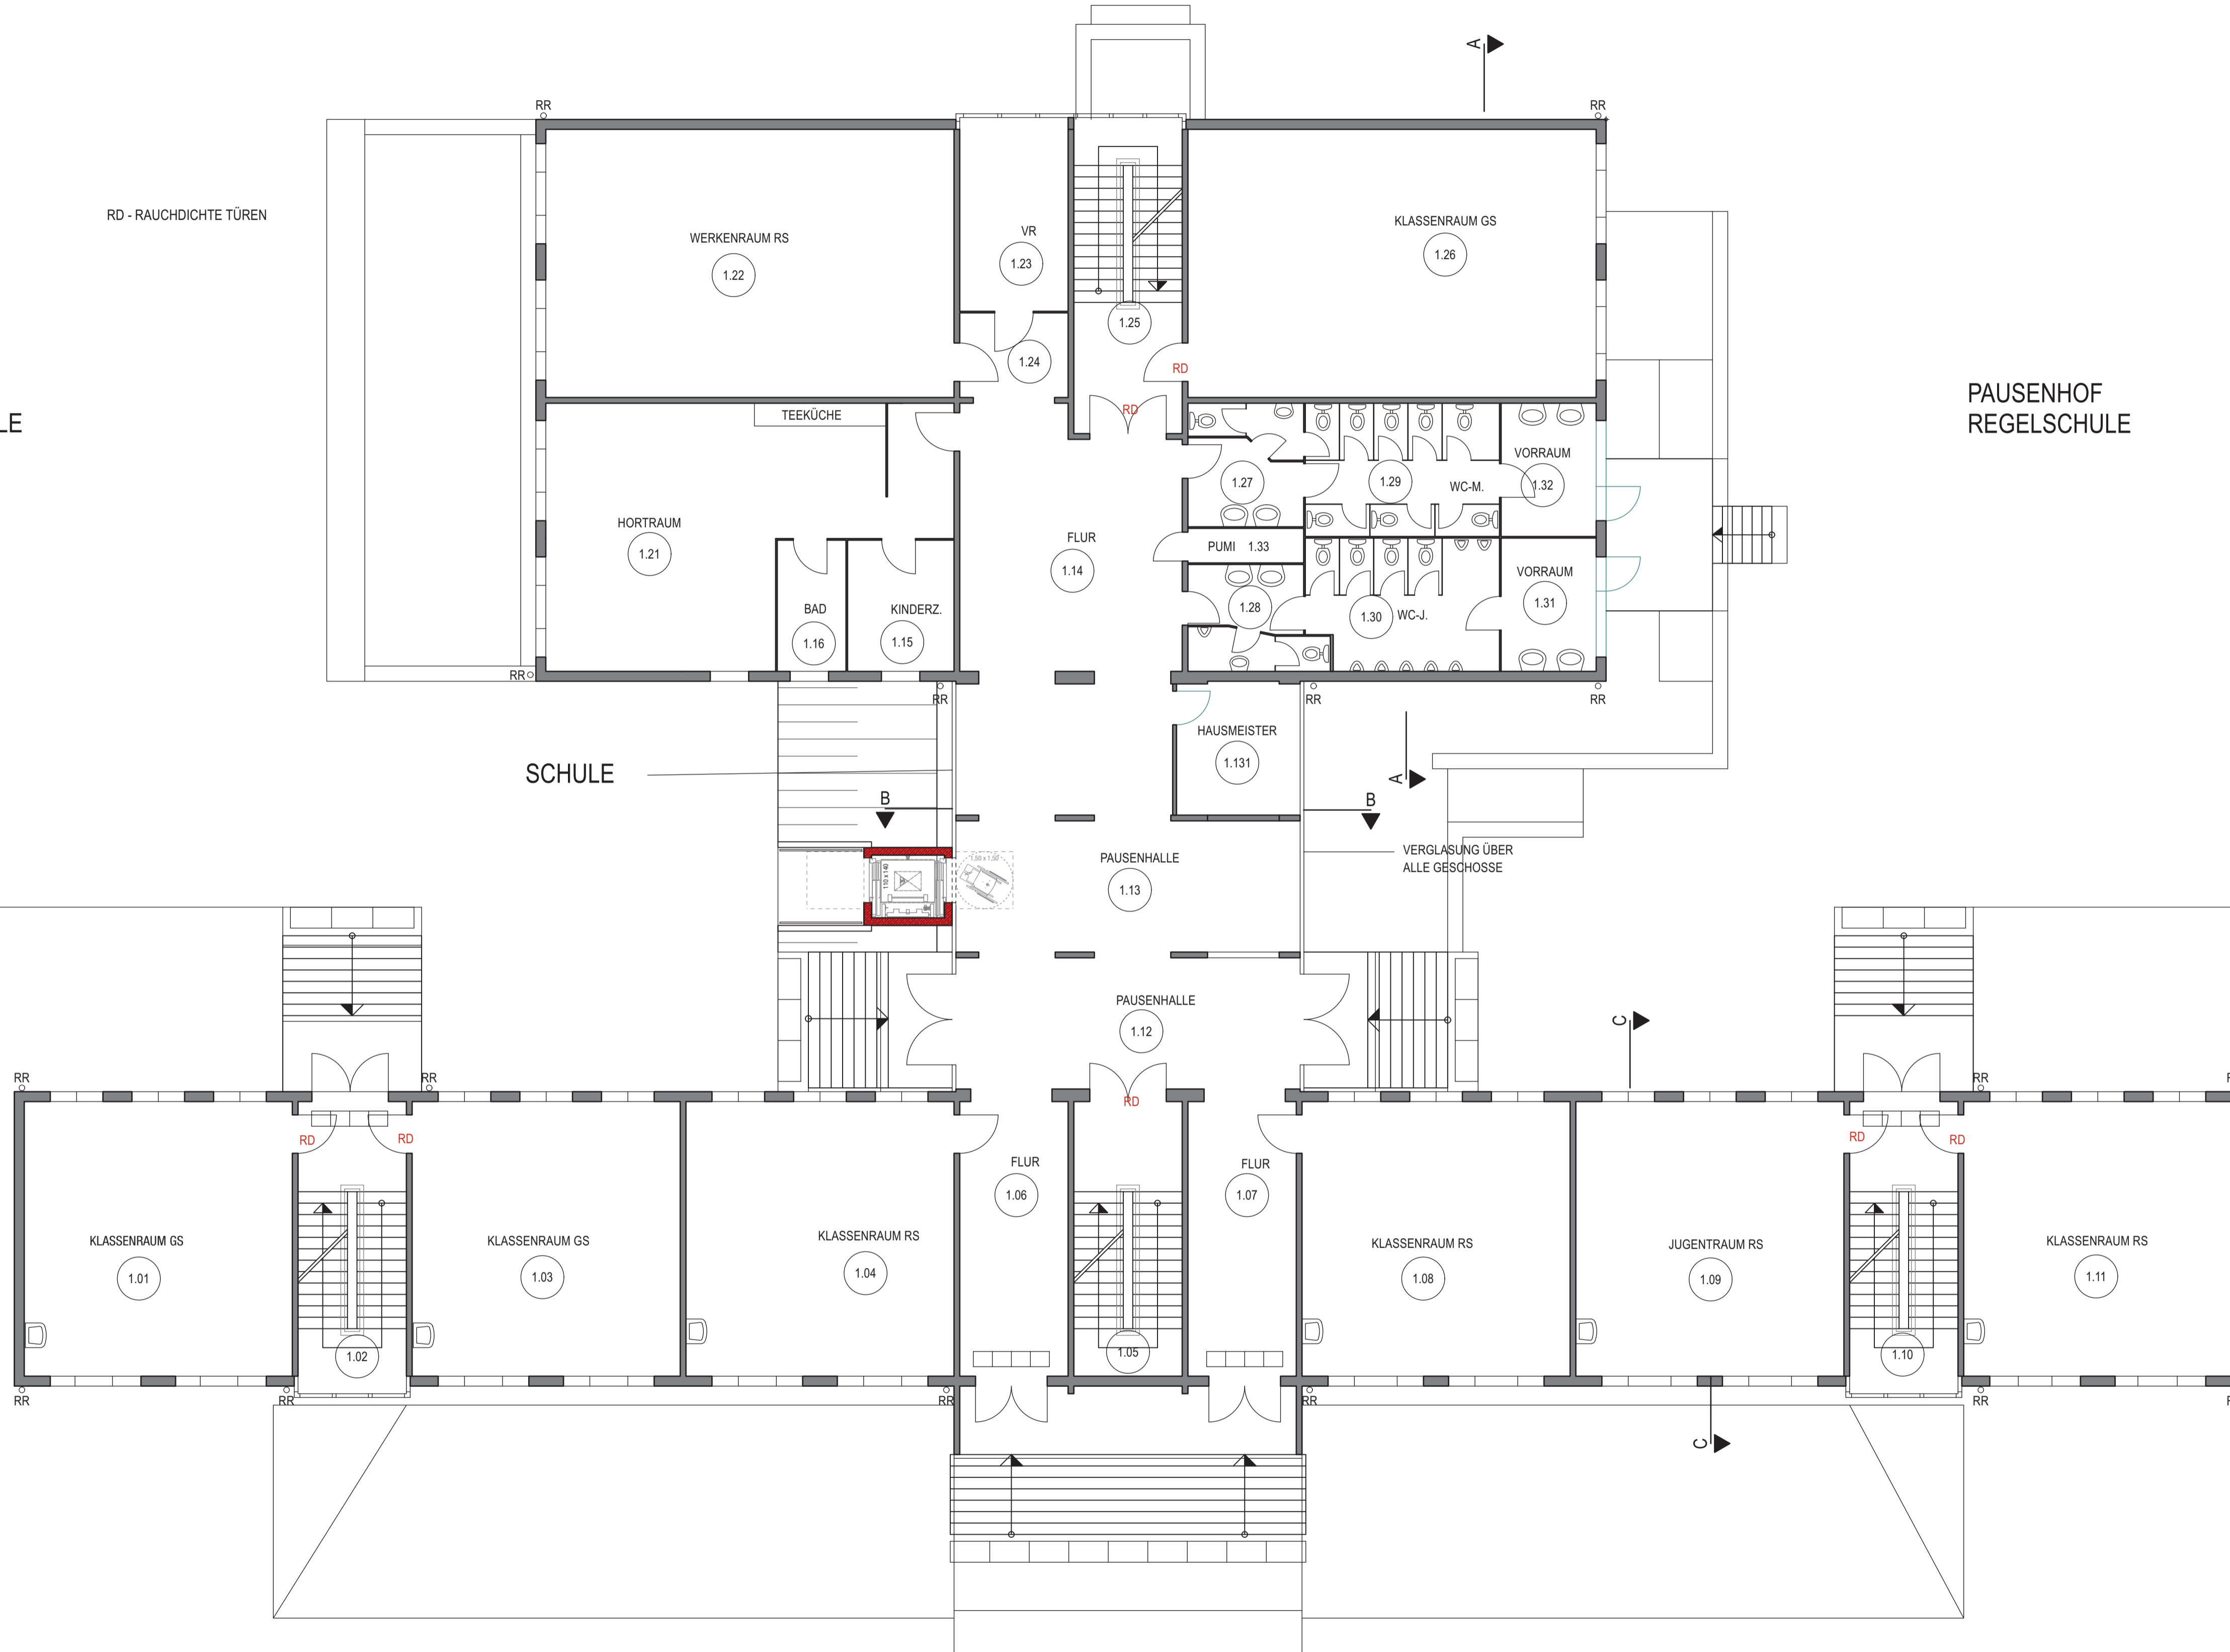 A
RR
RR
RD - RAUCHDICHTE TÜREN
WERKENRAUM RS
1.22
VR
1.23
1.24
1.25
KLASSENRAUM GS
1.26
RD
RD
LE
PAUSENHOF
REGELSCHULE
TEEKÜCHE
HORTRAUM
1.21
BAD
1.16
KINDERZ.
1.15
FLUR
1.14
1.27
PUMI 1.33
1.28
1.29
WC-M.
VORRAUM
1.32
1.30
WC-J.
VORRAUM
1.31
RR
RR
RR
RR
HAUSMEISTER
1.131
SCHULE
A
B
B
110 x 140
1,50 x 1,50
PAUSENHALLE
1.13
VERGLASUNG ÜBER
ALLE GESCHOSSE
PAUSENHALLE
1.12
C
RR
RR
RR
RD
RD
RD
RD
RD
FLUR
1.06
FLUR
1.07
KLASSENRAUM GS
1.01
1.02
KLASSENRAUM GS
1.03
KLASSENRAUM RS
1.04
1.05
KLASSENRAUM RS
1.08
JUGENTRAUM RS
1.09
1.10
KLASSENRAUM RS
1.11
RR
RR
RR
RR
RR
C